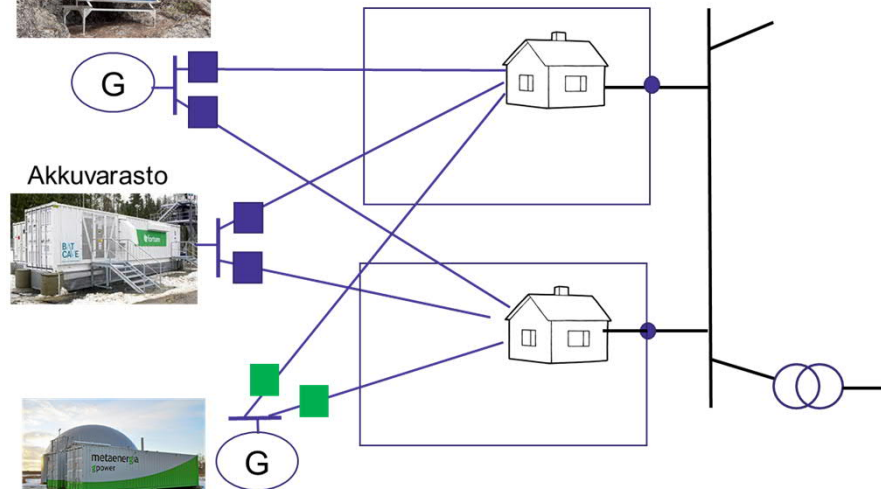 G
Akkuvarasto
BAT
CAVE
fortum
metaenergia
power
G